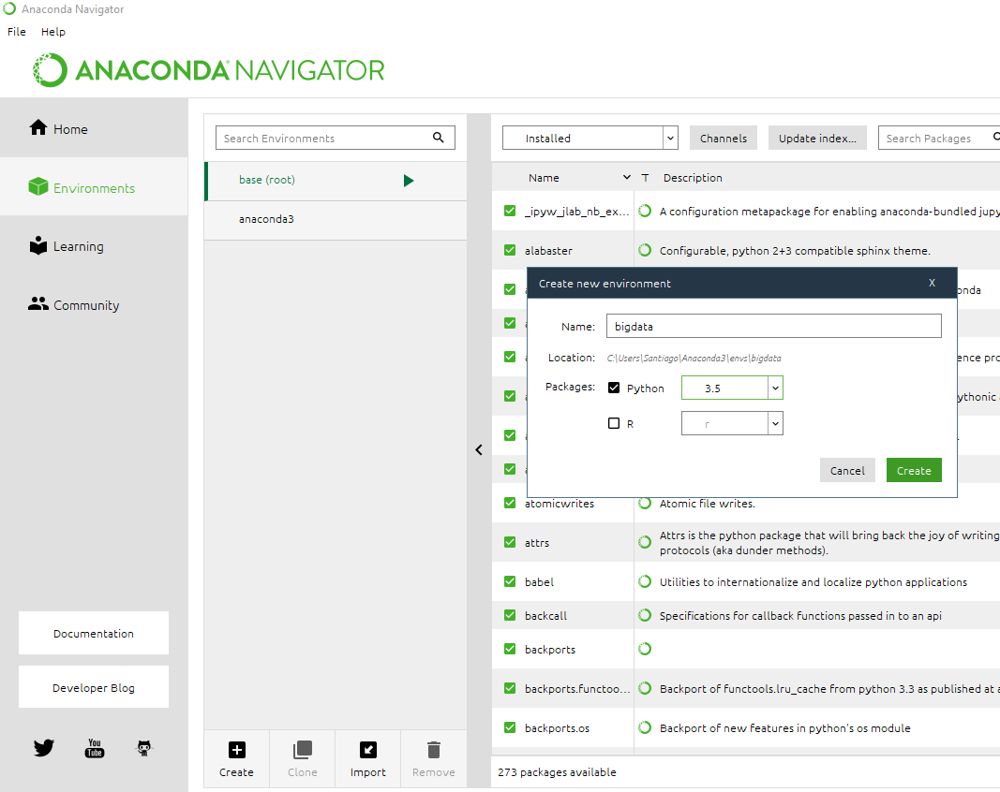 Anaconda Navigator
File Help
ANACONDA NAVIGATOR
Home
Environments
Learning
Community
Documentation
Developer Blog
You
Tube
Search Environments
base (root)
anaconda3
Create Clone Import Remove
Installed Channels Update index... Search Packages
Name T Description
_ipyw_jlab_nb_ex... A configuration metapackage for enabling anaconda-bundled jupy
alabaster Configurable, python 2+3 compatible sphinx theme.
Create new environment X
Name: bigdata
Location: C:\Users\Santiago\Anaconda3\envs\bigdata
Packages: Python 3.5
R r
Cancel Create
onda
ence pro
ythonic a
atomicwrites Atomic file writes.
attrs Attrs is the python package that will bring back the joy of writing
protocols (aka dunder methods).
babel Utilities to internationalize and localize python applications
backcall Specifications for callback functions passed in to an api
backports
backports.functoo... Backport of functools.lru_cache from python 3.3 as published at a
backports.os Backport of new features in python's os module
273 packages available